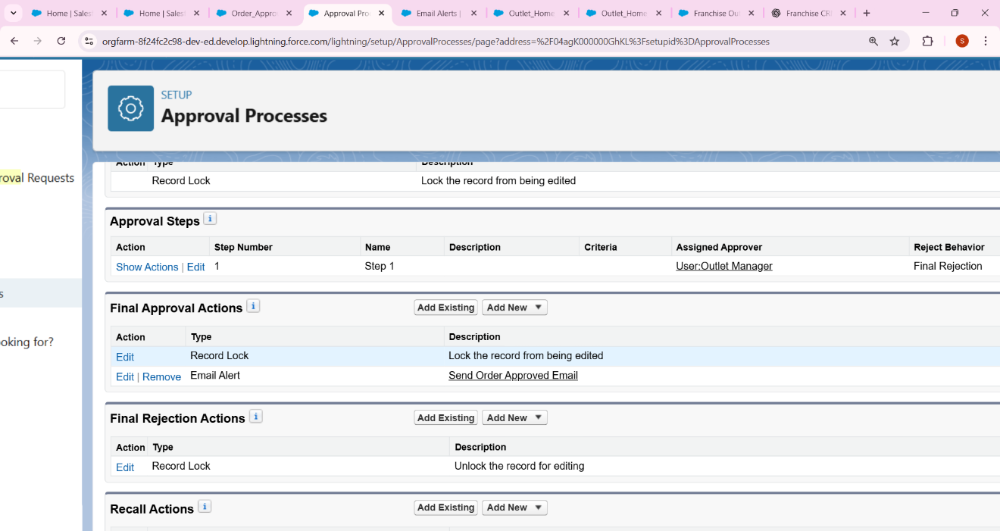 Home | Sales
Home | Sales
Order_Appro
Approval Pro
Email Alerts |
Outlet_Home
Outlet_Home
Franchise Ou
Franchise CR
orgfarm-8f24fc2c98-dev-ed.develop.lightning.force.com/lightning/setup/ApprovalProcesses/page?address=%2F04agK000000GhKL%3Fsetupid%3DApprovalProcesses
S
SETUP
Approval Processes
roval Requests
s
ooking for?
Action Type Description
Record Lock Lock the record from being edited
Approval Steps i
Action Step Number Name Description Criteria Assigned Approver Reject Behavior
Show Actions | Edit 1 Step 1 User:Outlet Manager Final Rejection
Final Approval Actions i Add Existing Add New
Action Type Description
Edit Record Lock Lock the record from being edited
Edit | Remove Email Alert Send Order Approved Email
Final Rejection Actions i Add Existing Add New
Action Type Description
Edit Record Lock Unlock the record for editing
Recall Actions i Add Existing Add New